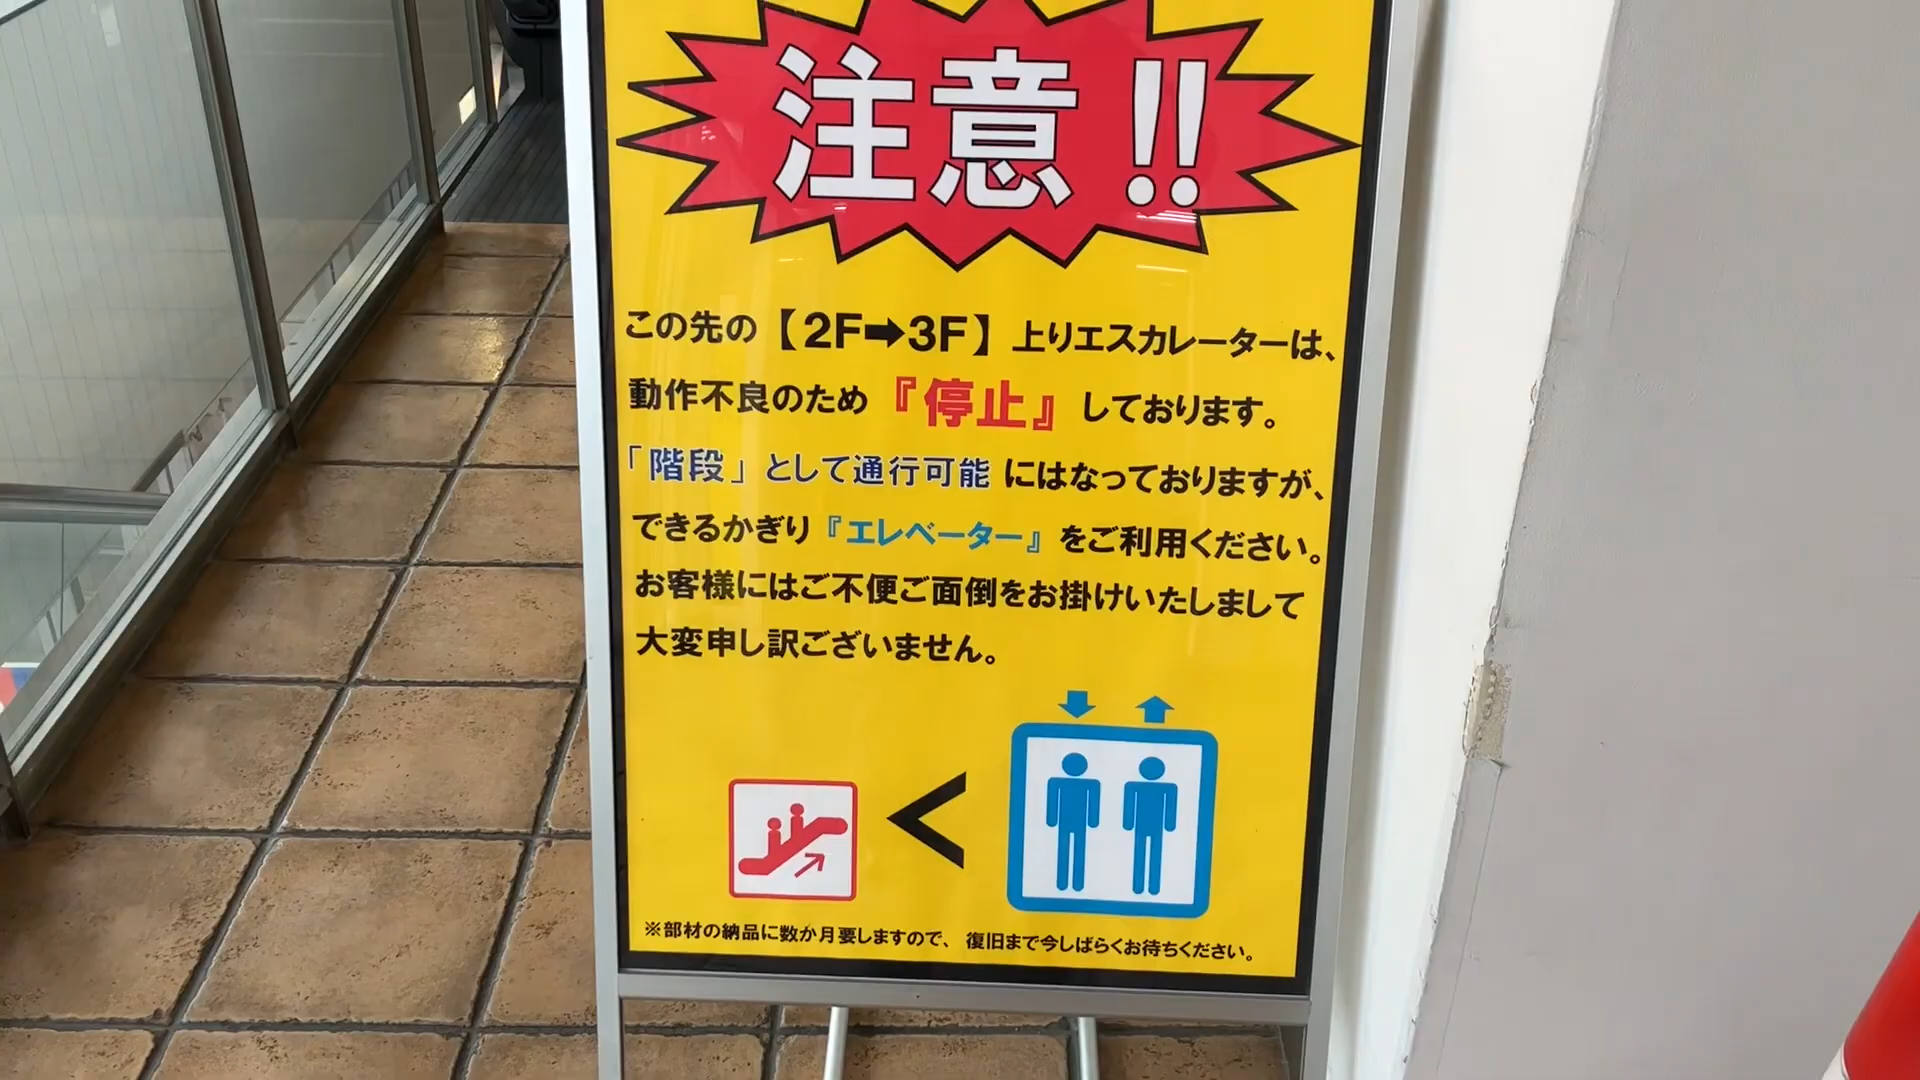 注意!!
この先の【2F➡3F】上りエスカレーターは、
動作不良のため『停止』しております。
「階段」として通行可能にはなっておりますが、
できるかぎり『エレベーター』をご利用ください。
お客様にはご不便ご面倒をお掛けいたしまして
大変申し訳ございません。
<
※部材の納品に数か月要しますので、復旧まで今しばらくお待ちください。